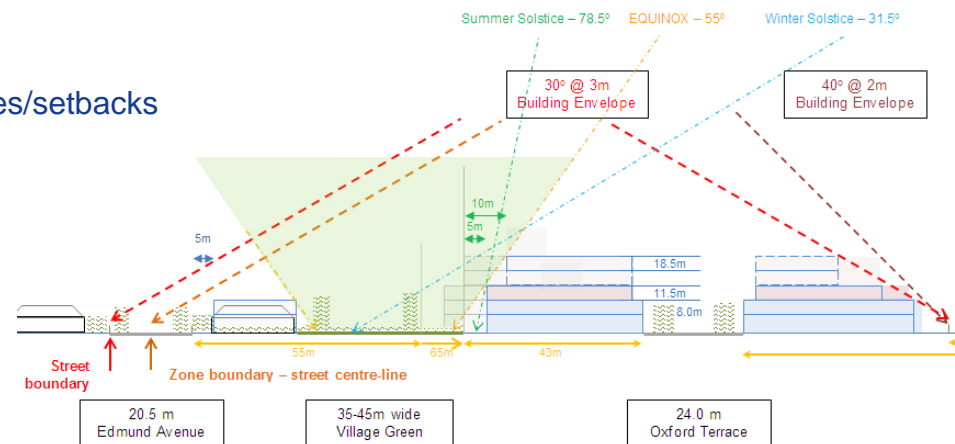 Summer Solstice – 78.5º
EQUINOX – 55º
Winter Solstice – 31.5º
es/setbacks
30º @ 3m
Building Envelope
40º @ 2m
Building Envelope
10m
5m
5m
18.5m
11.5m
8.0m
55m
65m
43m
Street
boundary
Zone boundary – street centre-line
20.5 m
Edmund Avenue
35-45m wide
Village Green
24.0 m
Oxford Terrace